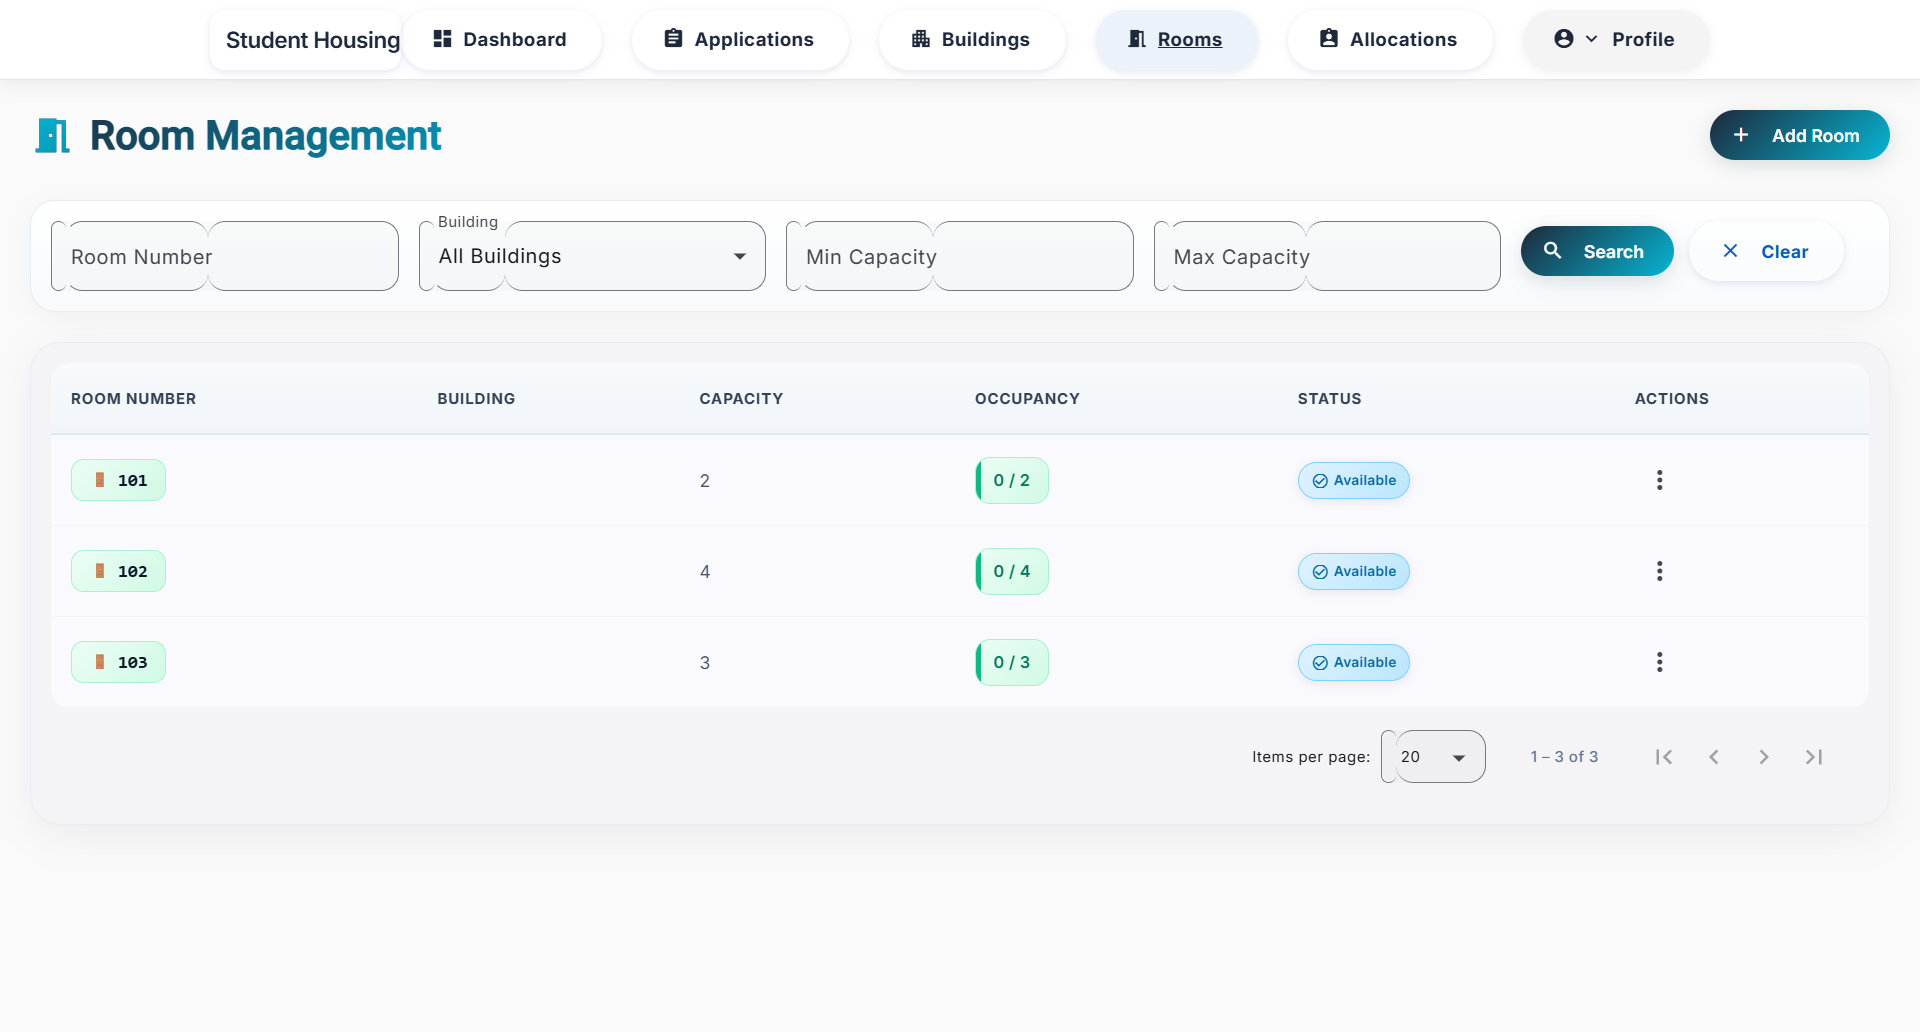 Student Housing
Dashboard
Applications
Buildings
Rooms
Allocations
Profile
Room Management
Add Room
Room Number
Building
All Buildings
Min Capacity
Max Capacity
Search
Clear
ROOM NUMBER BUILDING CAPACITY OCCUPANCY STATUS ACTIONS
101 2 0 / 2 Available
102 4 0 / 4 Available
103 3 0 / 3 Available
Items per page: 20 1 – 3 of 3